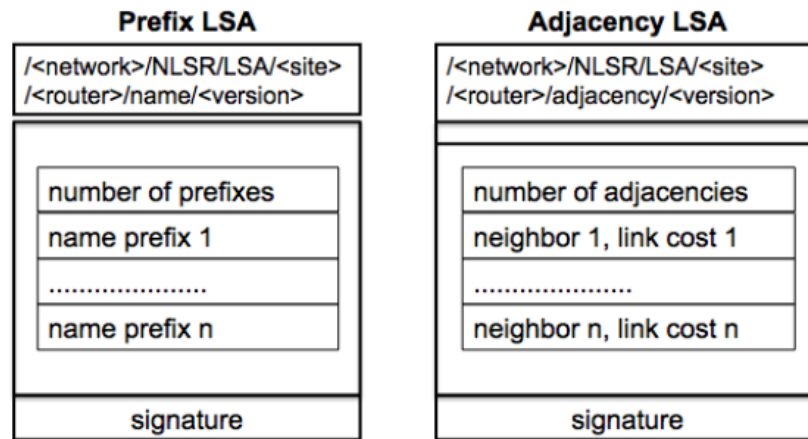 Prefix LSA
/<network>/NLSR/LSA/<site>
/<router>/name/<version>
number of prefixes
name prefix 1
.....................
name prefix n
signature
Adjacency LSA
/<network>/NLSR/LSA/<site>
/<router>/adjacency/<version>
number of adjacencies
neighbor 1, link cost 1
.....................
neighbor n, link cost n
signature